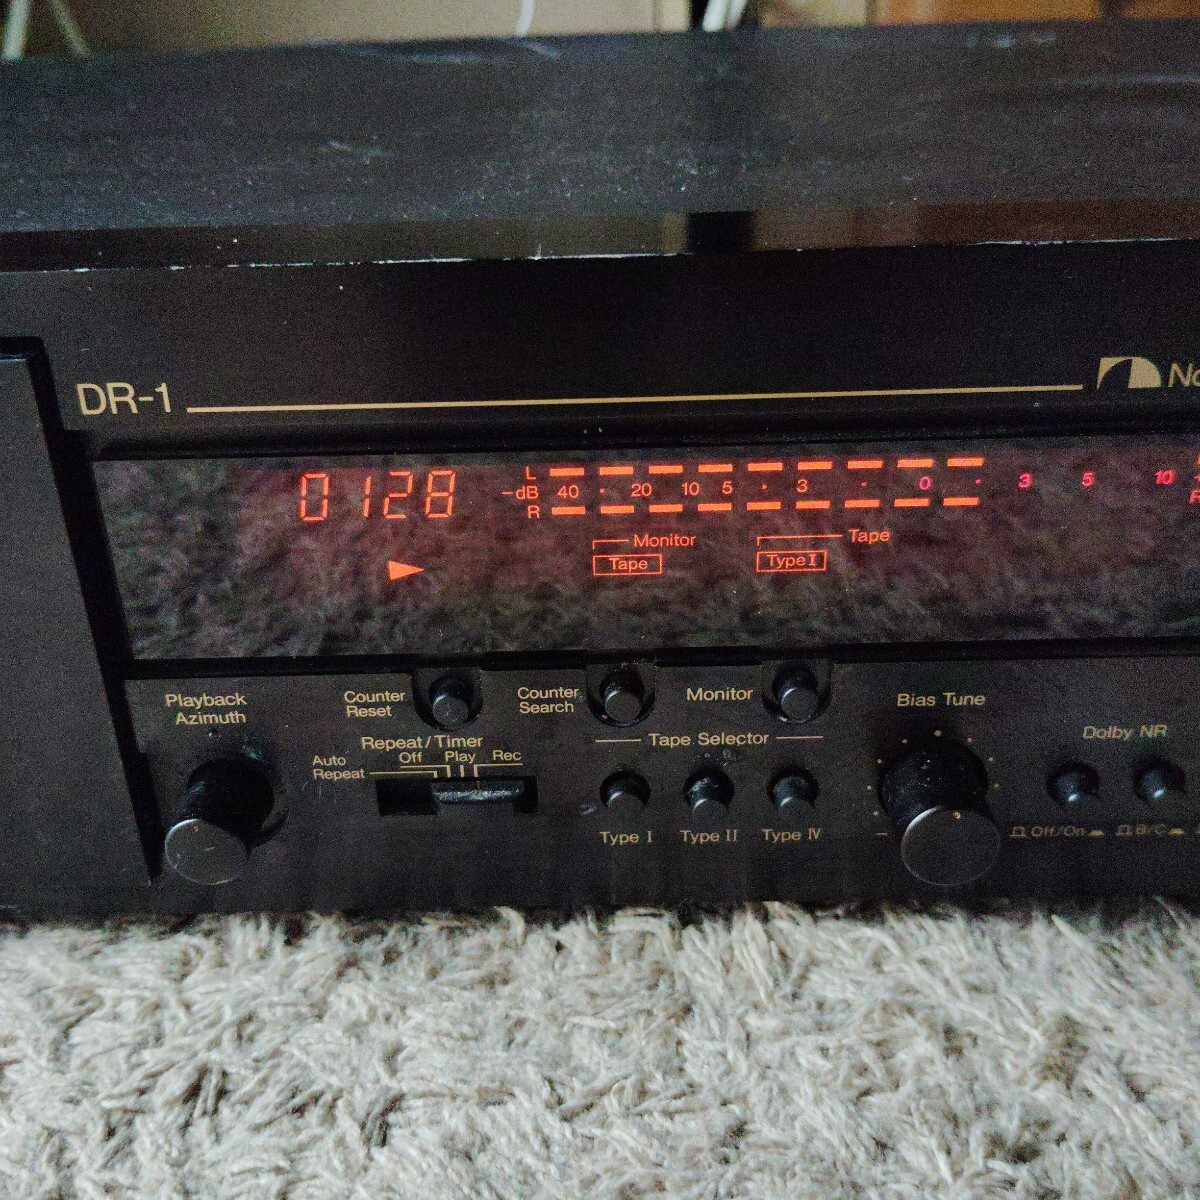 DR-1
0128
L
-dB 40 · 20 10 5 · 3 · 0 · 3 5 10
R
Monitor
Tape
Tape
Type I
Playback
Azimuth
Counter
Reset
Counter
Search
Monitor
Bias Tune
Repeat/Timer
Auto
Repeat
Off Play Rec
Tape Selector
Dolby NR
Type I Type II Type IV
−
Off/On B/C